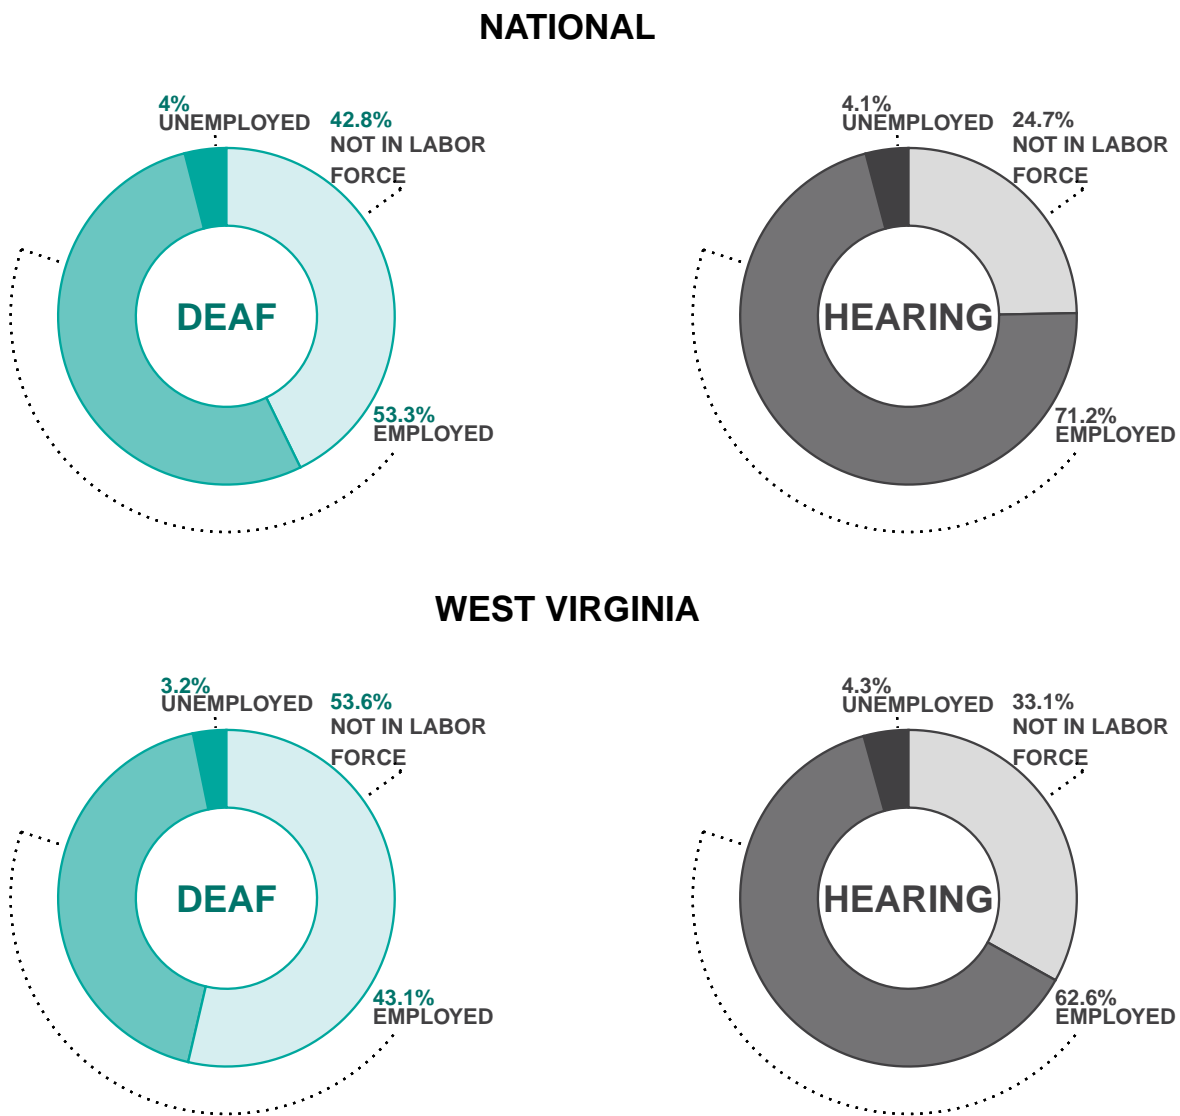 NATIONAL
4%
UNEMPLOYED
42.8%
NOT IN LABOR
FORCE
DEAF
53.3%
EMPLOYED
4.1%
UNEMPLOYED
24.7%
NOT IN LABOR
FORCE
HEARING
71.2%
EMPLOYED
WEST VIRGINIA
3.2%
UNEMPLOYED
53.6%
NOT IN LABOR
FORCE
DEAF
43.1%
EMPLOYED
4.3%
UNEMPLOYED
33.1%
NOT IN LABOR
FORCE
HEARING
62.6%
EMPLOYED